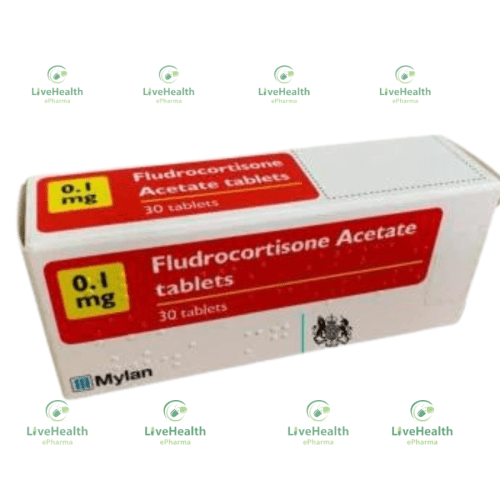 LiveHealth
ePharma
LiveHealth
ePharma
LiveHealth
ePharma
LiveHealth
ePharma
0.1
mg
Fludrocortisone
Acetate tablets
30 tablets
0.1
mg
Fludrocortisone Acetate
tablets
30 tablets
Mylan
LiveHealth
ePharma
LiveHealth
ePharma
LiveHealth
ePharma
LiveHealth
ePharma